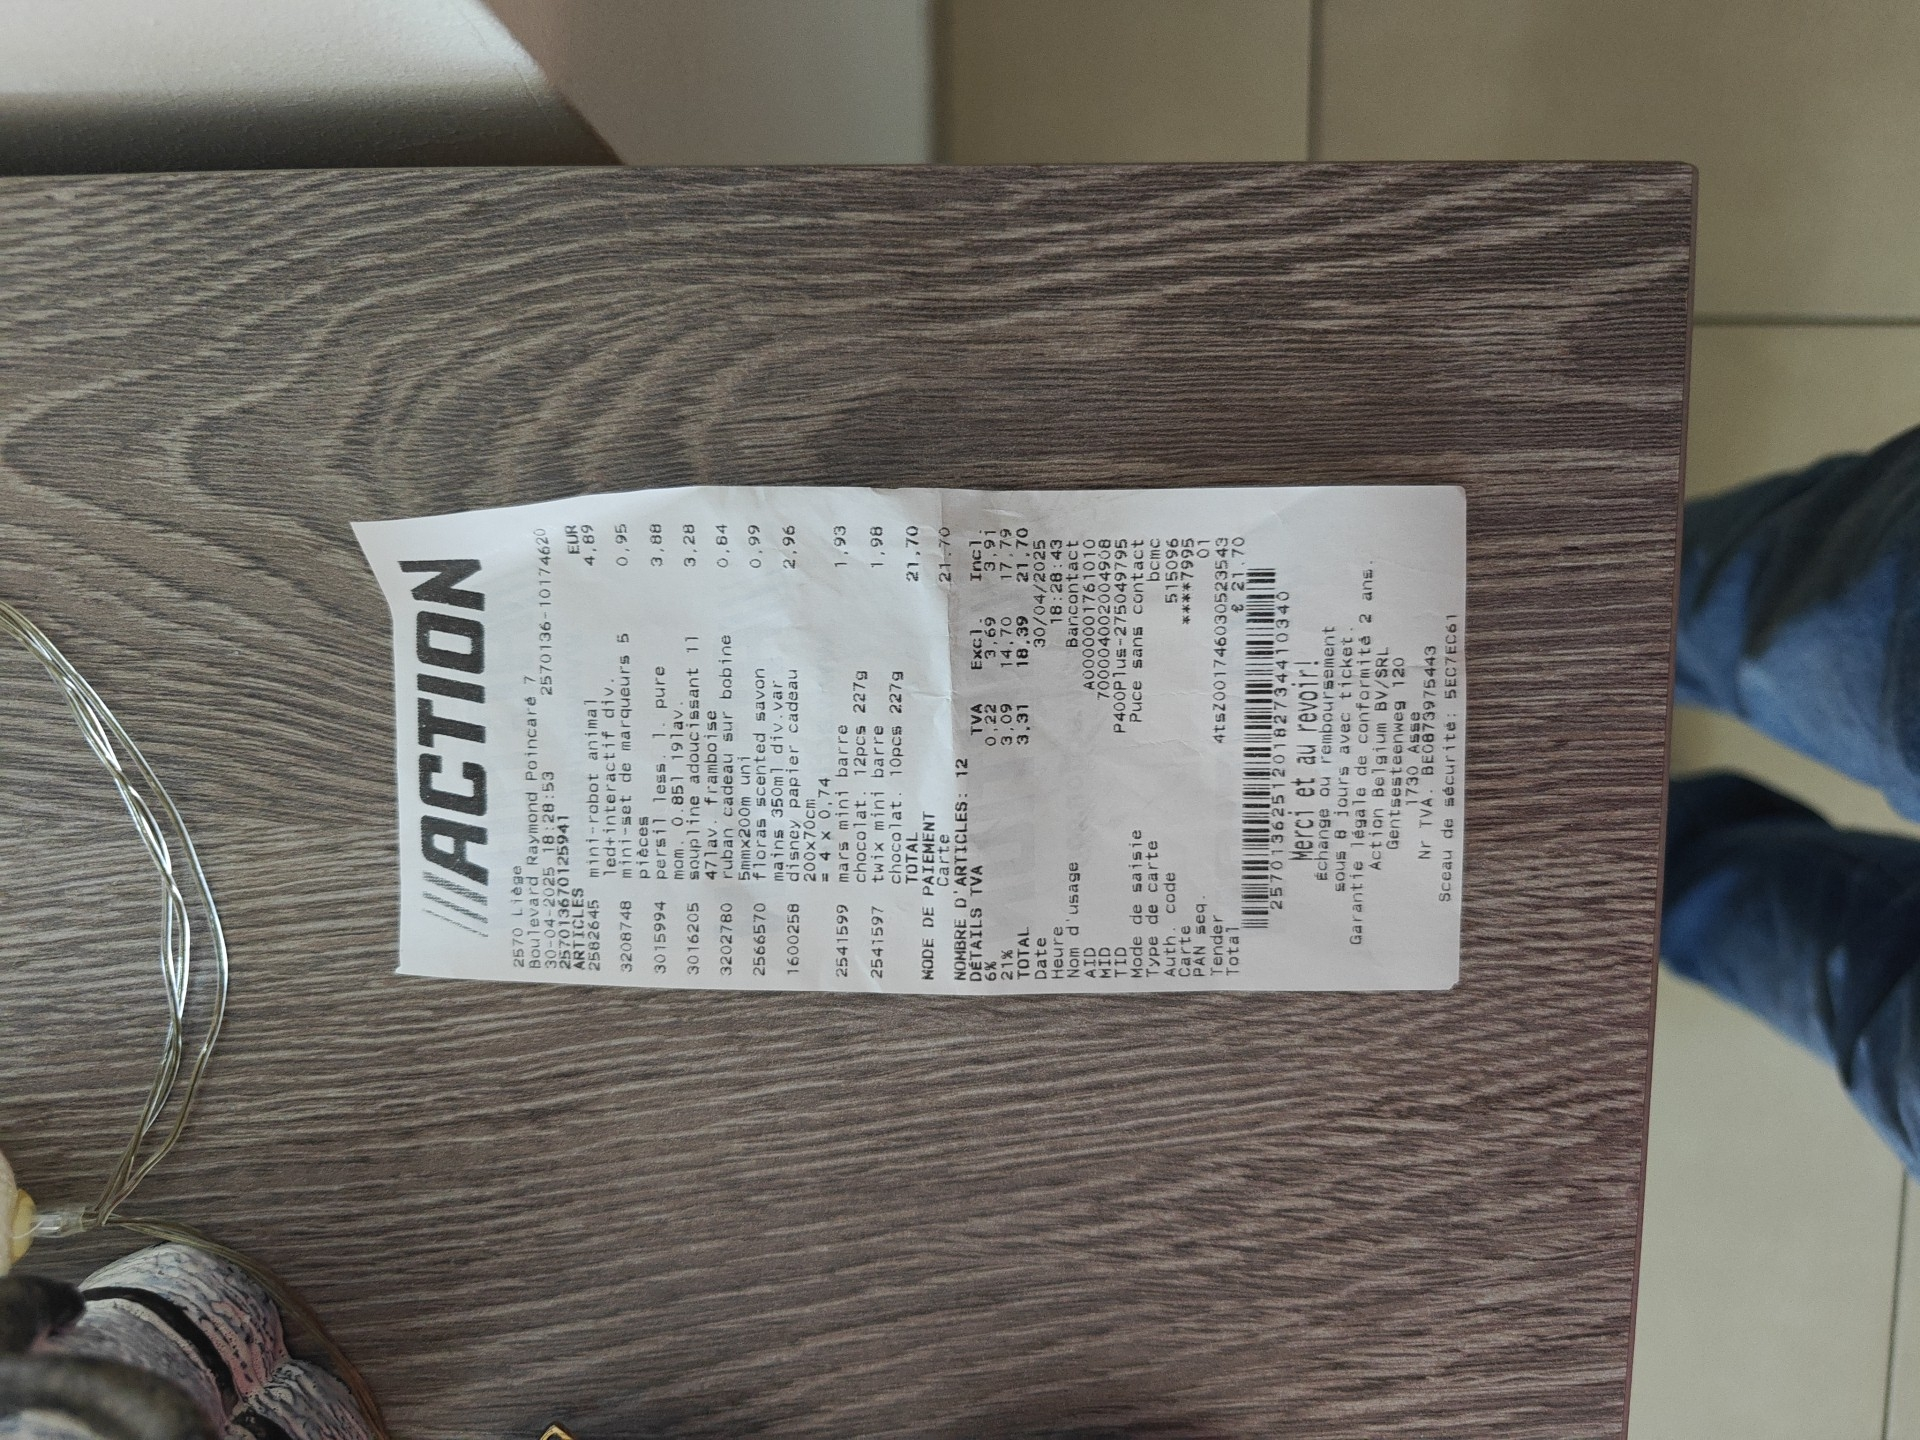 ACTION
2570 Liège
Boulevard Raymond Poincaré 7
30-04-2025 18:28:53 2570136-10174620
257013670125941
ARTICLES EUR
2582645 mini-robot animal 4,89
led+interactif div.
3208748 mini-set de marqueurs 5 0,95
pièces
3015994 persil less. l. pure 3,88
mom. 0.85l 19lav.
3016205 soupline adoucissant 1l 3,28
47lav. framboise
3202780 ruban cadeau sur bobine 0,84
5mmx200m uni
2566570 floras scented savon 0,99
mains 350ml div.var
1600258 disney papier cadeau 2,96
200x70cm
= 4 x 0,74
2541599 mars mini barre 1,93
chocolat. 12pcs 227g
2541597 twix mini barre 1,98
chocolat. 10pcs 227g
TOTAL 21,70
MODE DE PAIEMENT
Carte 21,70
NOMBRE D'ARTICLES: 12
DÉTAILS TVA TVA Excl. Incl.
6% 0,22 3,69 3,91
21% 3,09 14,70 17,79
TOTAL 3,31 18,39 21,70
Date 30/04/2025
Heure 18:28:43
Nom d'usage Bancontact
AID A0000001761010
MID 70000400200490B
TID P400Plus-275049795
Mode de saisie Puce sans contact
Type de carte bcmc
Auth. code 515096
Carte ****7995
PAN seq. 01
Tender 4tsZ001746030523543
Total € 21.70
2570136251201827344103​40
Merci et au revoir!
Échange ou remboursement
sous 8 jours avec ticket.
Garantie légale de conformité 2 ans.
Action Belgium BV/SRL
Gentsesteenweg 120
1730 Asse
Nr TVA. BE0873975443
Sceau de sécurité: 5EC7EC61